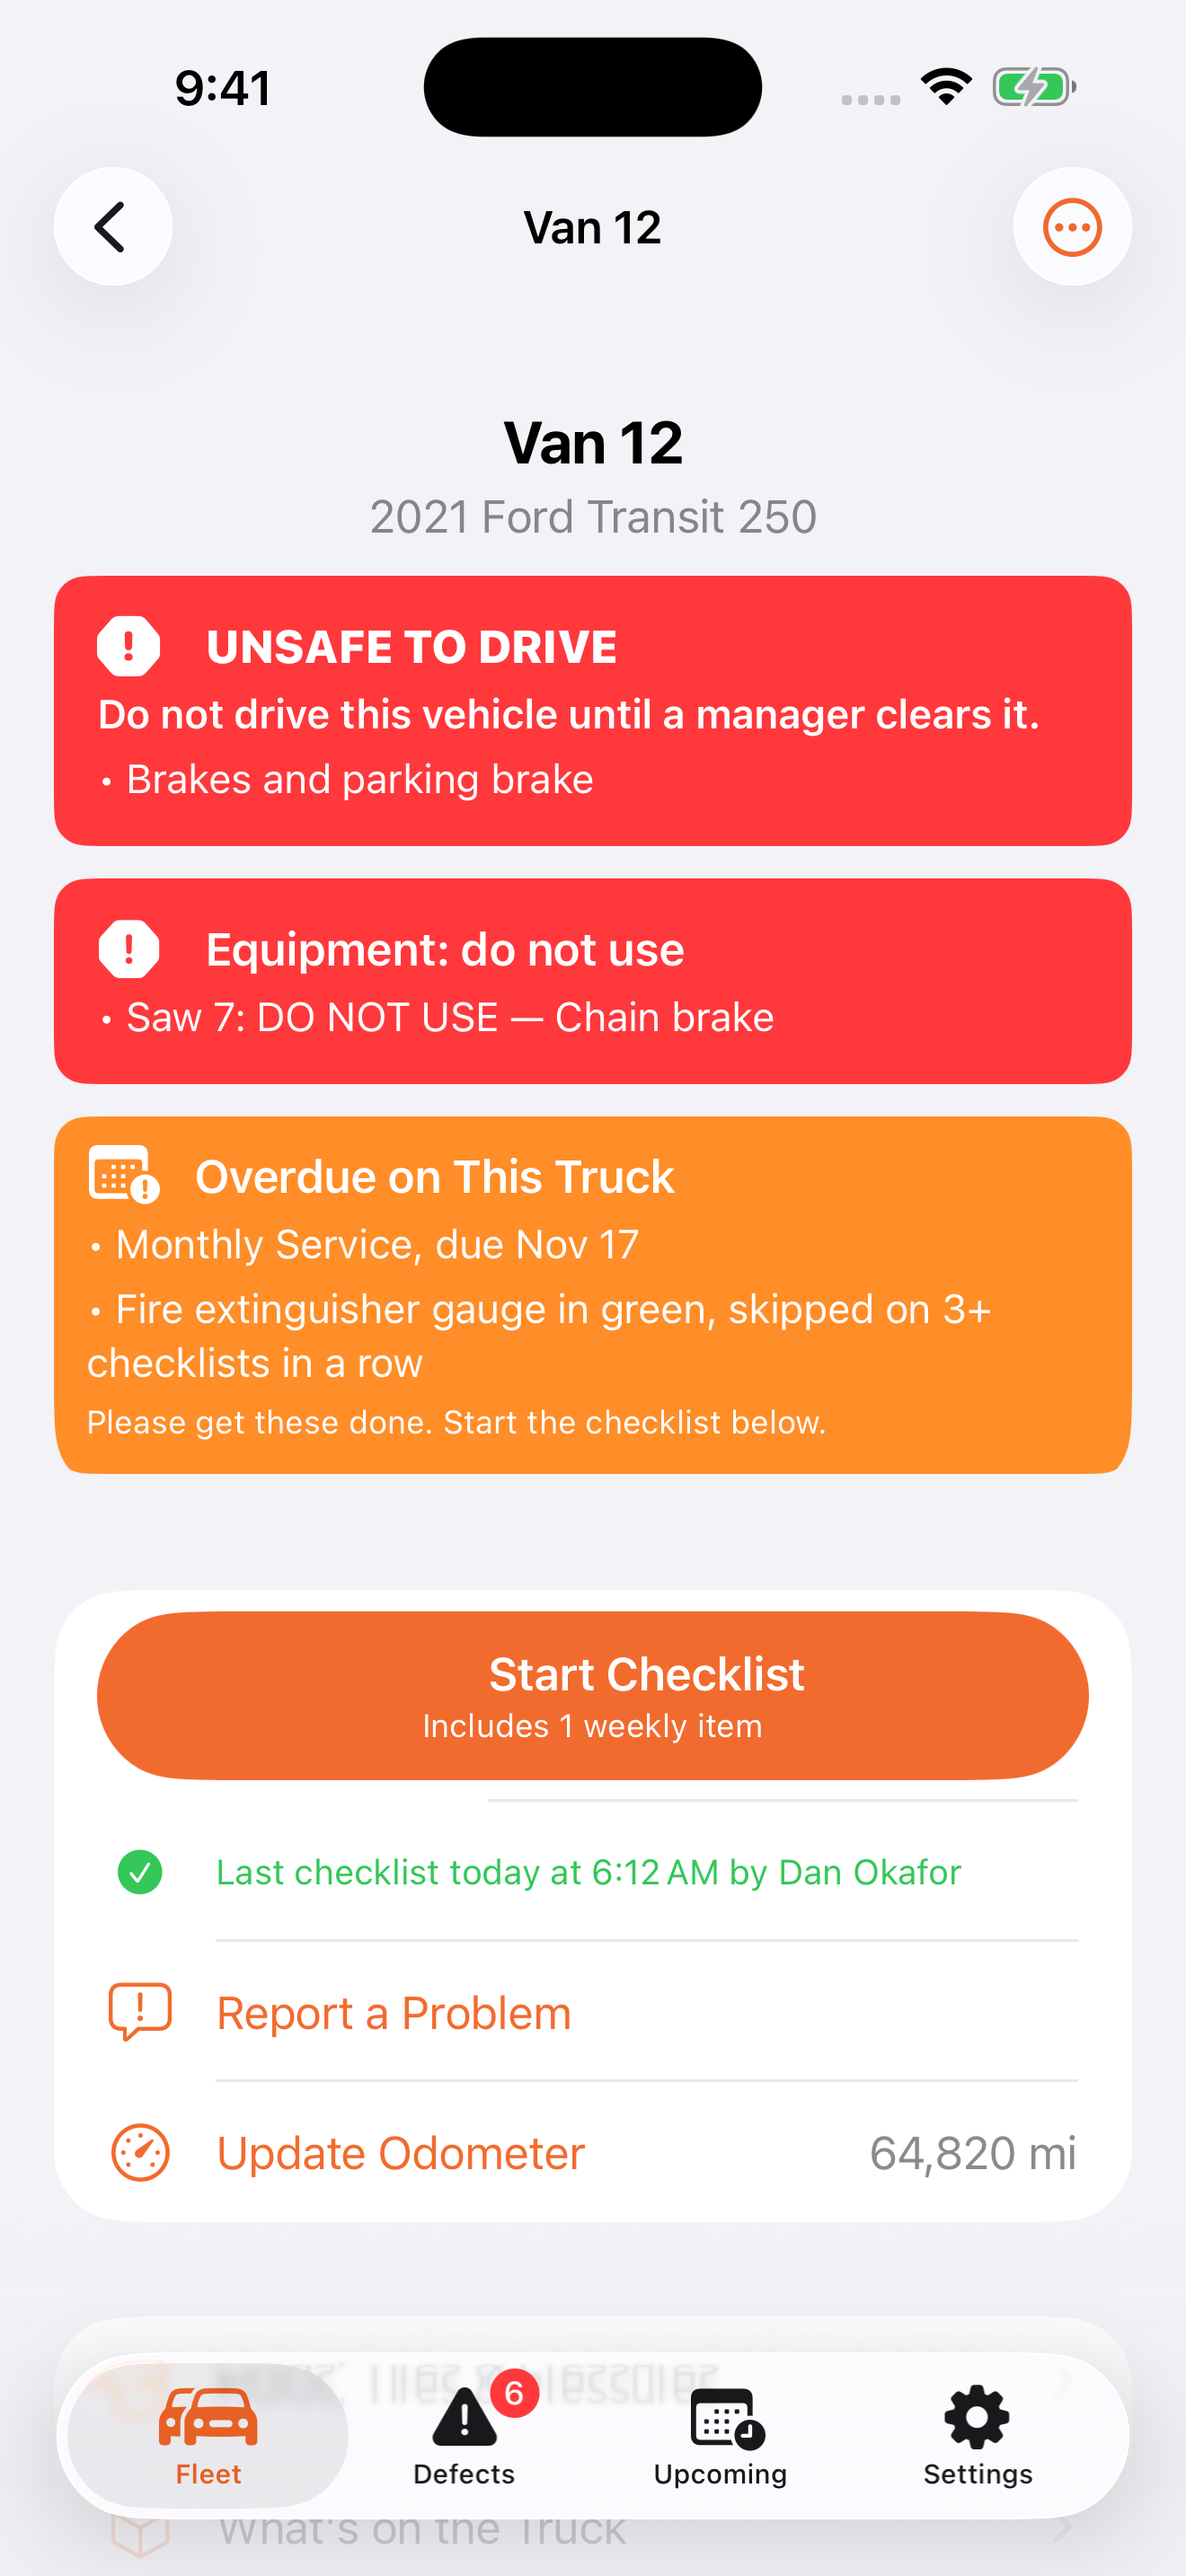 9:41
Van 12
Van 12
2021 Ford Transit 250
UNSAFE TO DRIVE
Do not drive this vehicle until a manager clears it.
• Brakes and parking brake
Equipment: do not use
• Saw 7: DO NOT USE — Chain brake
Overdue on This Truck
• Monthly Service, due Nov 17
• Fire extinguisher gauge in green, skipped on 3+
checklists in a row
Please get these done. Start the checklist below.
Start Checklist
Includes 1 weekly item
Last checklist today at 6:12 AM by Dan Okafor
Report a Problem
Update Odometer 64,820 mi
6
Fleet Defects Upcoming Settings
What's on the Truck